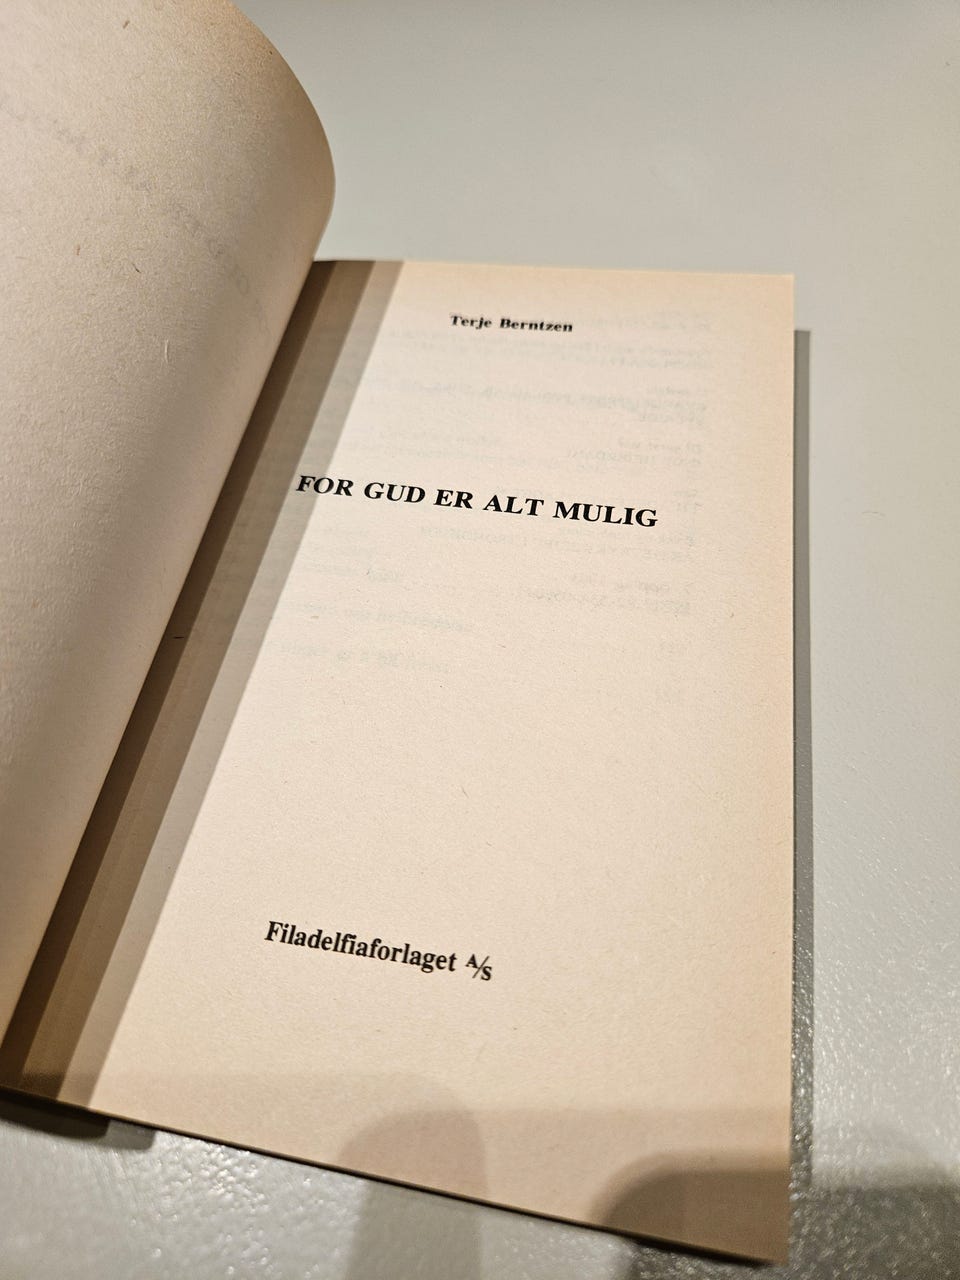 Terje Berntzen
FOR GUD ER ALT MULIG
Filadelfiaforlaget A/S